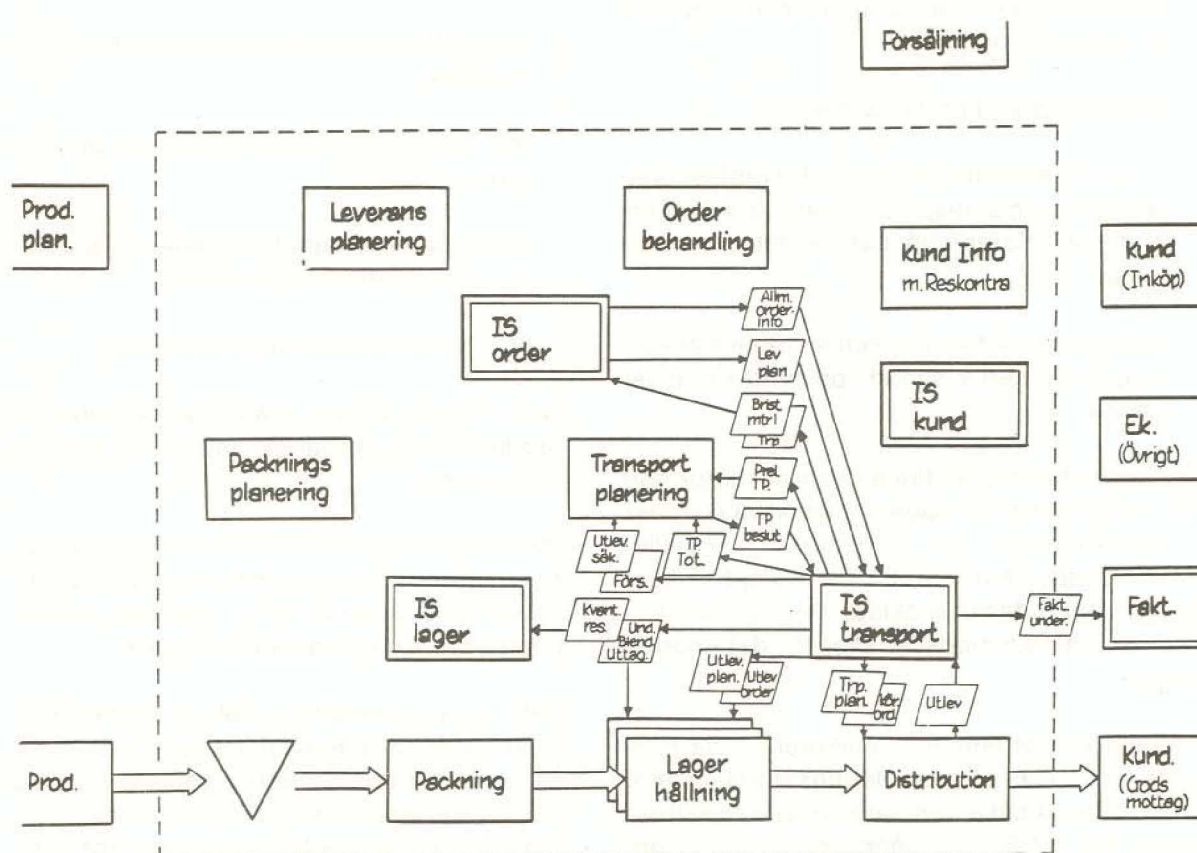 Försäljning
Prod.
plan.
Leverans
planering
Order
behandling
Kund Info
m. Reskontra
Kund
(Inköp)
IS
order
Allm.
order-
info
Lev
plan
Brist.
mtrl
Trp
IS
kund
Ek.
(Övrigt)
Packnings
planering
Transport
planering
Prel.
TP.
TP
beslut
Utlev.
säk.
Förs.
TP
Tot.
IS
lager
Kvant.
res.
Und.
Blend
Uttag.
IS
transport
Fakt.
under.
Fakt.
Utlev.
plan.
Utlev
order
Trp.
plan.
Kör.
ord.
Utlev
Prod.
Packning
Lager
hållning
Distribution
Kund.
(Gods
mottag)